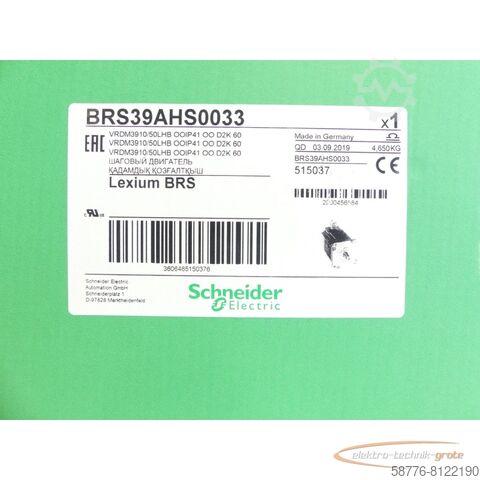 BRS39AHS0033
x1
VRDM3910/50LHB OOIP41 OO D2K 60
VRDM3910/50LHB OOIP41 OO D2K 60
VRDM3910/50LHB OOIP41 OO D2K 60
ШАГОВЫЙ ДВИГАТЕЛЬ
ҚАДАМДЫҚ ҚОЗҒАЛТҚЫШ
Lexium BRS
Made in Germany
QD 03.09.2019 4,650KG
BRS39AHS0033
515037
CE
EAC
3606485150376
Schneider Electric
Automation GmbH
Schneiderplatz 1
D-97828 Marktheidenfeld
Schneider
Electric
elektro-technik-grote
58776-8122190